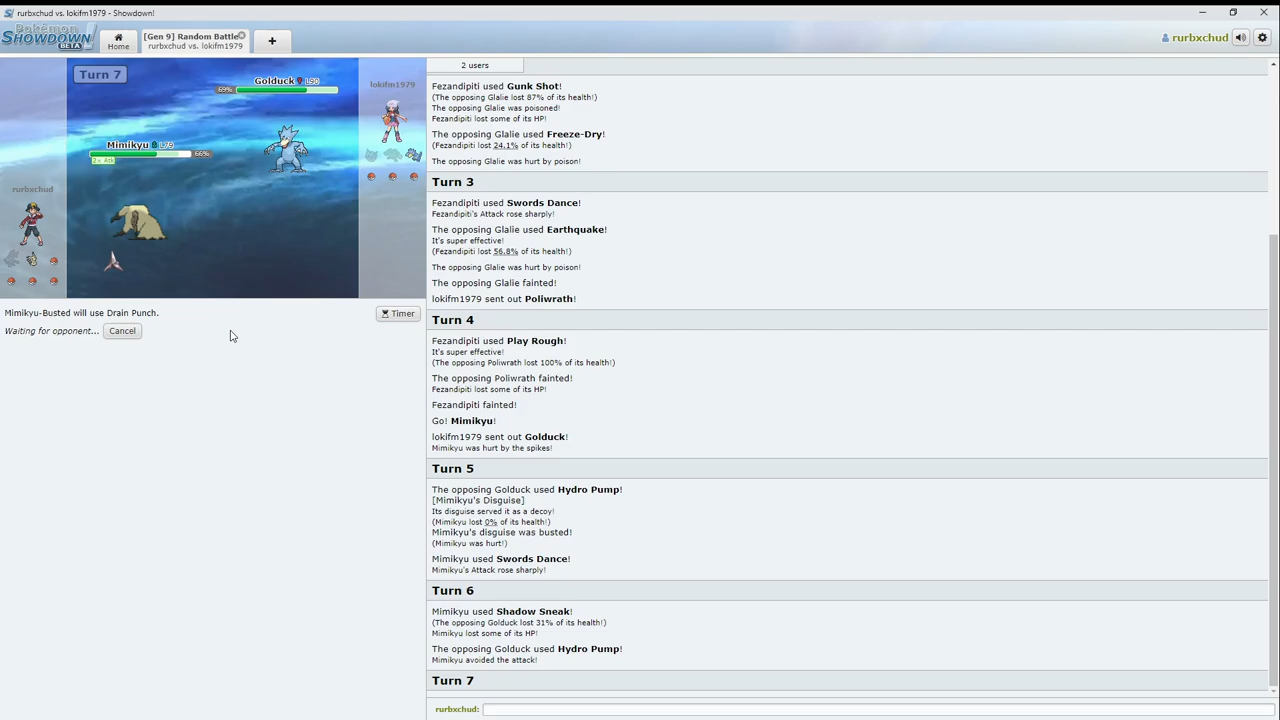 rurbxchud vs. lokifm1979 - Showdown!
Pokémon
SHOWDOWN!
BETA
Home
[Gen 9] Random Battle
rurbxchud vs. lokifm1979
+
rurbxchud
Turn 7
Golduck L90
69%
Mimikyu L79
66%
2× Atk
lokifm1979
rurbxchud
Mimikyu-Busted will use Drain Punch.
Waiting for opponent...
Cancel
Timer
2 users
Fezandipiti used Gunk Shot!
(The opposing Glalie lost 87% of its health!)
The opposing Glalie was poisoned!
Fezandipiti lost some of its HP!
The opposing Glalie used Freeze-Dry!
(Fezandipiti lost 24.1% of its health!)
The opposing Glalie was hurt by poison!
Turn 3
Fezandipiti used Swords Dance!
Fezandipiti's Attack rose sharply!
The opposing Glalie used Earthquake!
It's super effective!
(Fezandipiti lost 56.8% of its health!)
The opposing Glalie was hurt by poison!
The opposing Glalie fainted!
lokifm1979 sent out Poliwrath!
Turn 4
Fezandipiti used Play Rough!
It's super effective!
(The opposing Poliwrath lost 100% of its health!)
The opposing Poliwrath fainted!
Fezandipiti lost some of its HP!
Fezandipiti fainted!
Go! Mimikyu!
lokifm1979 sent out Golduck!
Mimikyu was hurt by the spikes!
Turn 5
The opposing Golduck used Hydro Pump!
[Mimikyu's Disguise]
Its disguise served it as a decoy!
(Mimikyu lost 0% of its health!)
Mimikyu's disguise was busted!
(Mimikyu was hurt!)
Mimikyu used Swords Dance!
Mimikyu's Attack rose sharply!
Turn 6
Mimikyu used Shadow Sneak!
(The opposing Golduck lost 31% of its health!)
Mimikyu lost some of its HP!
The opposing Golduck used Hydro Pump!
Mimikyu avoided the attack!
Turn 7
rurbxchud: